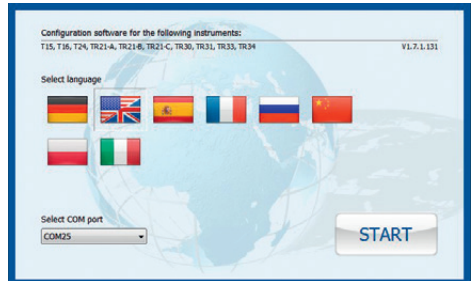 Configuration software for the following instruments:
T15, T16, T24, TR21-A, TR21-B, TR21-C, TR30, TR31, TR33, TR34
V1.7.1.131
Select language
Select COM port
COM25
START